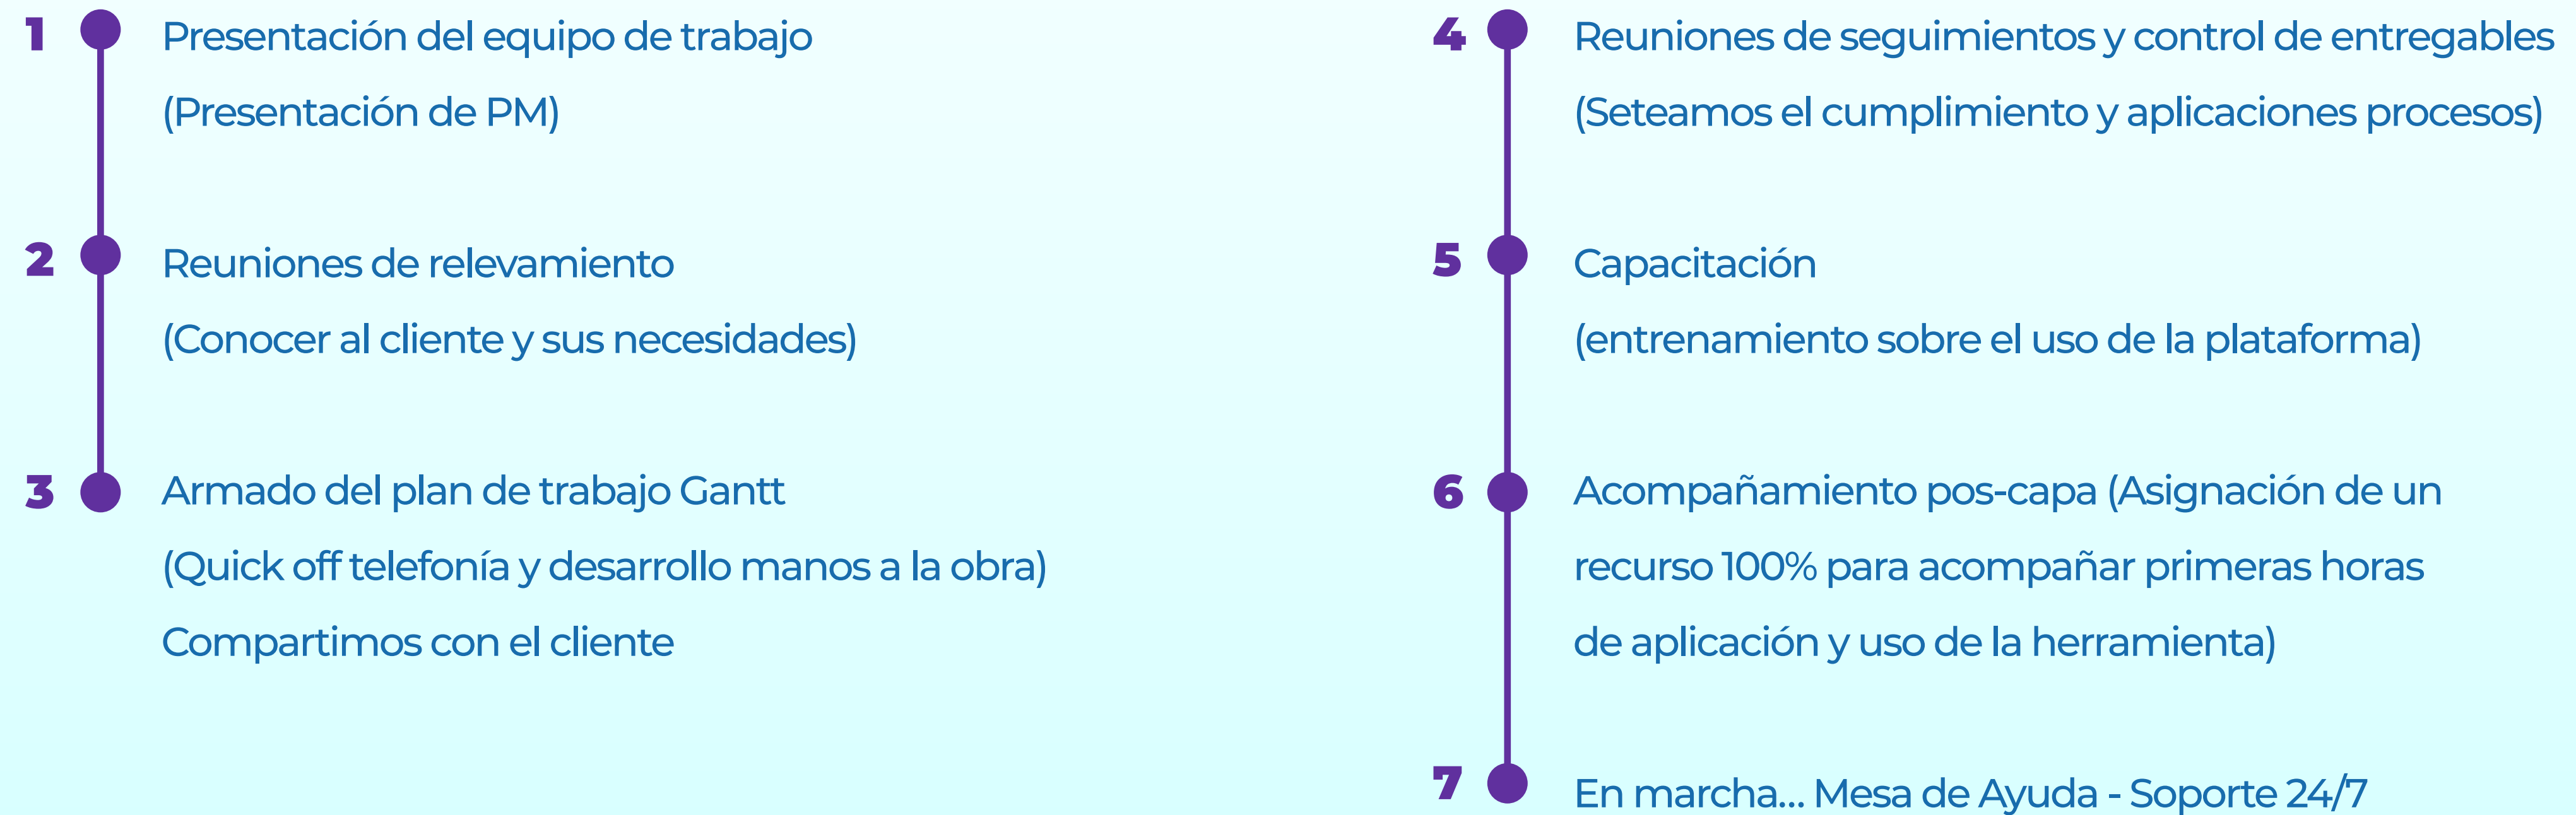 1
Presentación del equipo de trabajo
(Presentación de PM)
2
Reuniones de relevamiento
(Conocer al cliente y sus necesidades)
3
Armado del plan de trabajo Gantt
(Quick off telefonía y desarrollo manos a la obra)
Compartimos con el cliente
4
Reuniones de seguimientos y control de entregables
(Seteamos el cumplimiento y aplicaciones procesos)
5
Capacitación
(entrenamiento sobre el uso de la plataforma)
6
Acompañamiento pos-capa (Asignación de un
recurso 100% para acompañar primeras horas
de aplicación y uso de la herramienta)
7
En marcha... Mesa de Ayuda - Soporte 24/7